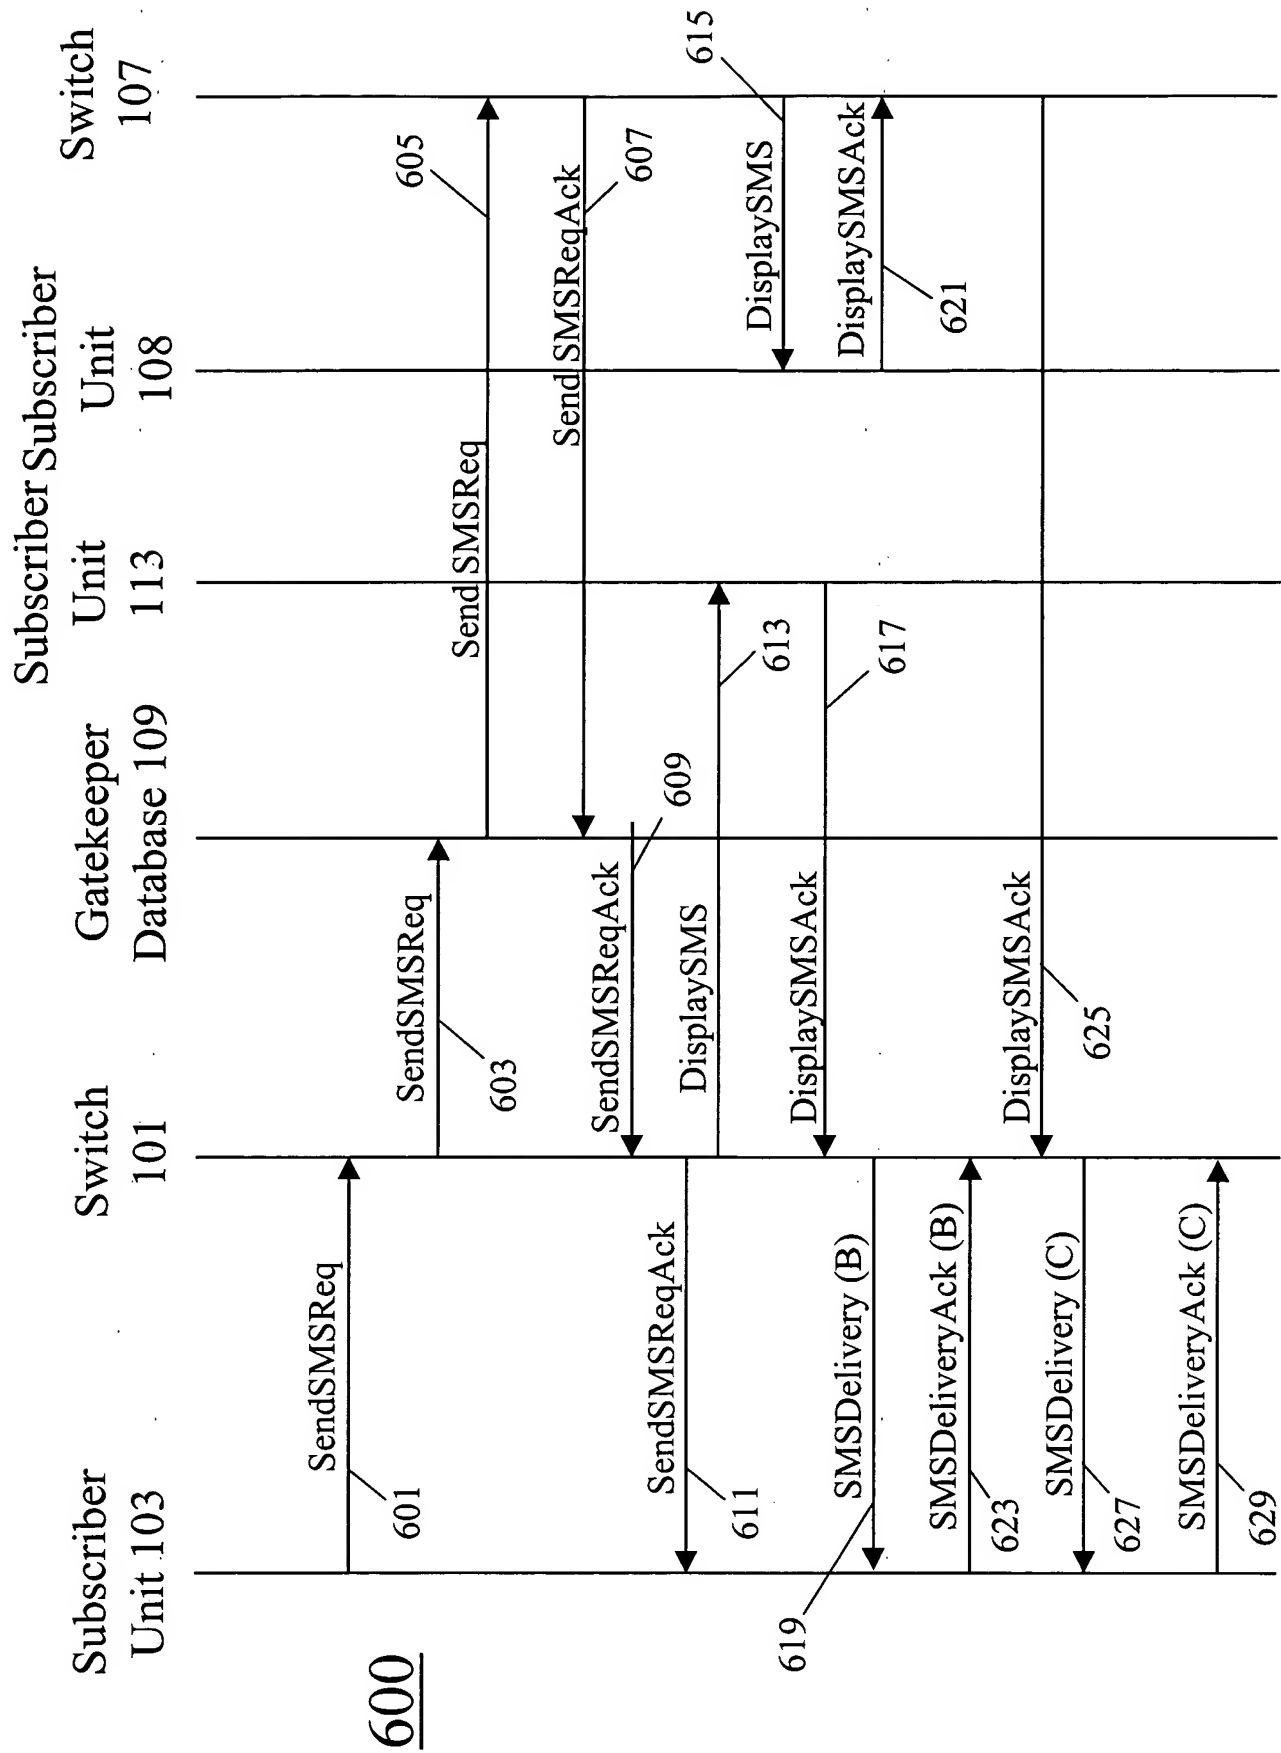 600
Subscriber
Unit 103
Switch
101
Gatekeeper
Database 109
Subscriber
Unit
113
Subscriber
Unit
108
Switch
107
SendSMSReq
601
SendSMSReq
603
Send SMSReq
605
Send SMSReqAck
607
SendSMSReqAck
609
SendSMSReqAck
611
DisplaySMS
613
DisplaySMS
615
DisplaySMSAck
617
SMSDelivery (B)
619
DisplaySMSAck
621
SMSDeliveryAck (B)
623
DisplaySMSAck
625
SMSDelivery (C)
627
SMSDeliveryAck (C)
629